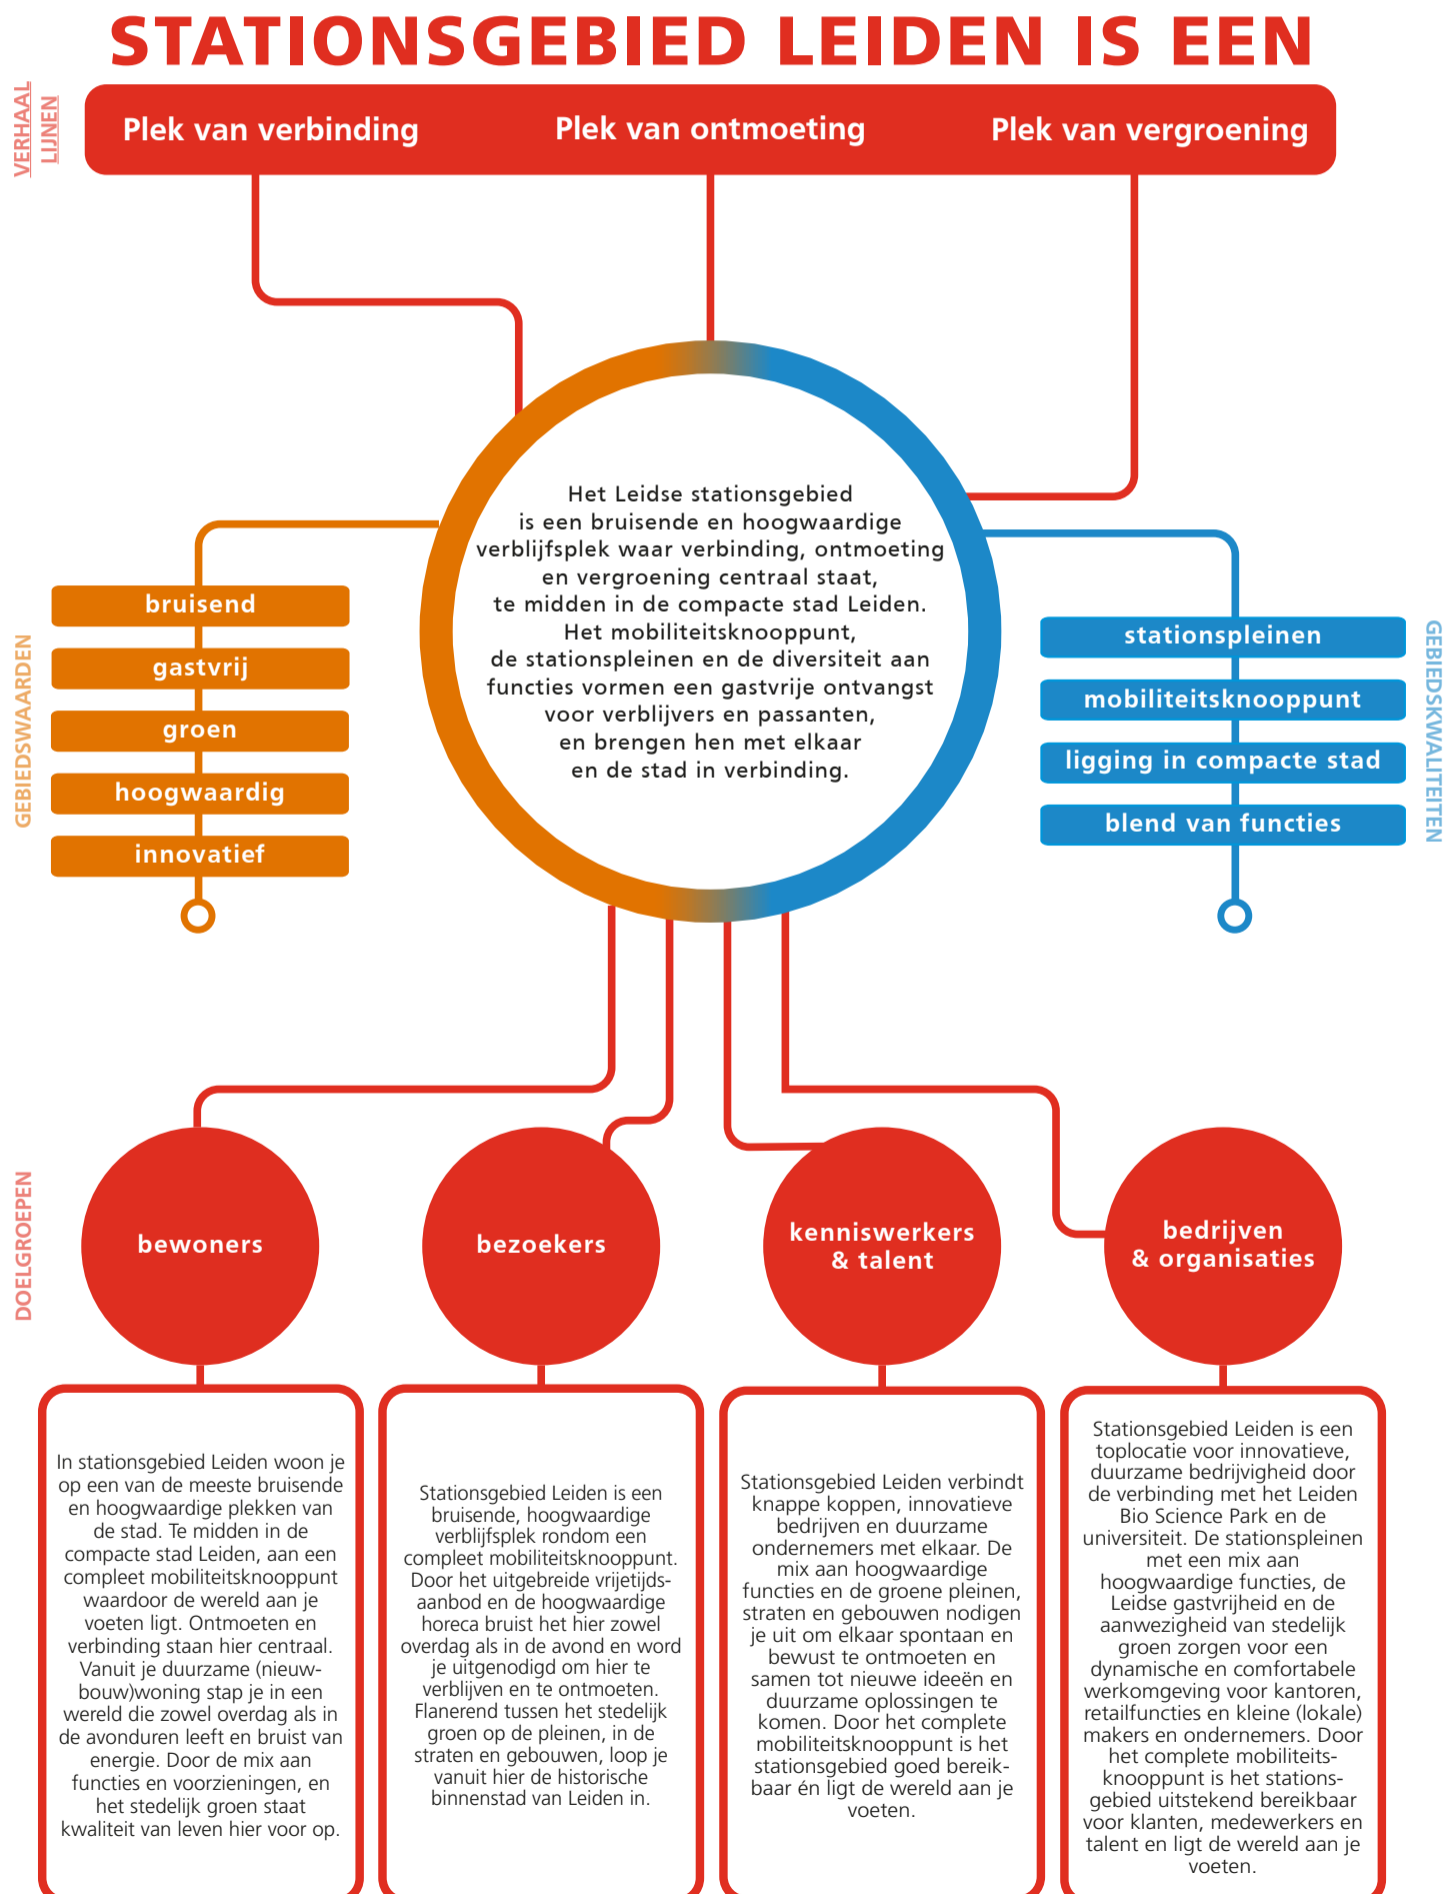 STATIONSGEBIED LEIDEN IS EEN
VERHAAL
LIJNEN
Plek van verbinding
Plek van ontmoeting
Plek van vergroening
Het Leidse stationsgebied
is een bruisende en hoogwaardige
verblijfsplek waar verbinding, ontmoeting
en vergroening centraal staat,
te midden in de compacte stad Leiden.
Het mobiliteitsknooppunt,
de stationspleinen en de diversiteit aan
functies vormen een gastvrije ontvangst
voor verblijvers en passanten,
en brengen hen met elkaar
en de stad in verbinding.
GEBIEDSWAARDEN
bruisend
gastvrij
groen
hoogwaardig
innovatief
GEBIEDSKWALITEITEN
stationspleinen
mobiliteitsknooppunt
ligging in compacte stad
blend van functies
DOELGROEPEN
bewoners
bezoekers
kenniswerkers
& talent
bedrijven
& organisaties
In stationsgebied Leiden woon je
op een van de meeste bruisende
en hoogwaardige plekken van
de stad. Te midden in de
compacte stad Leiden, aan een
compleet mobiliteitsknooppunt
waardoor de wereld aan je
voeten ligt. Ontmoeten en
verbinding staan hier centraal.
Vanuit je duurzame (nieuw-
bouw)woning stap je in een
wereld die zowel overdag als in
de avonduren leeft en bruist van
energie. Door de mix aan
functies en voorzieningen, en
het stedelijk groen staat
kwaliteit van leven hier voor op.
Stationsgebied Leiden is een
bruisende, hoogwaardige
verblijfsplek rondom een
compleet mobiliteitsknooppunt.
Door het uitgebreide vrijetijds-
aanbod en de hoogwaardige
horeca bruist het hier zowel
overdag als in de avond en word
je uitgenodigd om hier te
verblijven en te ontmoeten.
Flanerend tussen het stedelijk
groen op de pleinen, in de
straten en gebouwen, loop je
vanuit hier de historische
binnenstad van Leiden in.
Stationsgebied Leiden verbindt
knappe koppen, innovatieve
bedrijven en duurzame
ondernemers met elkaar. De
mix aan hoogwaardige
functies en de groene pleinen,
straten en gebouwen nodigen
je uit om elkaar spontaan en
bewust te ontmoeten en
samen tot nieuwe ideeën en
duurzame oplossingen te
komen. Door het complete
mobiliteitsknooppunt is het
stationsgebied goed bereik-
baar én ligt de wereld aan je
voeten.
Stationsgebied Leiden is een
toplocatie voor innovatieve,
duurzame bedrijvigheid door
de verbinding met het Leiden
Bio Science Park en de
universiteit. De stationspleinen
met een mix aan
hoogwaardige functies, de
Leidse gastvrijheid en de
aanwezigheid van stedelijk
groen zorgen voor een
dynamische en comfortabele
werkomgeving voor kantoren,
retailfuncties en kleine (lokale)
makers en ondernemers. Door
het complete mobiliteits-
knooppunt is het stations-
gebied uitstekend bereikbaar
voor klanten, medewerkers en
talent en ligt de wereld aan je
voeten.